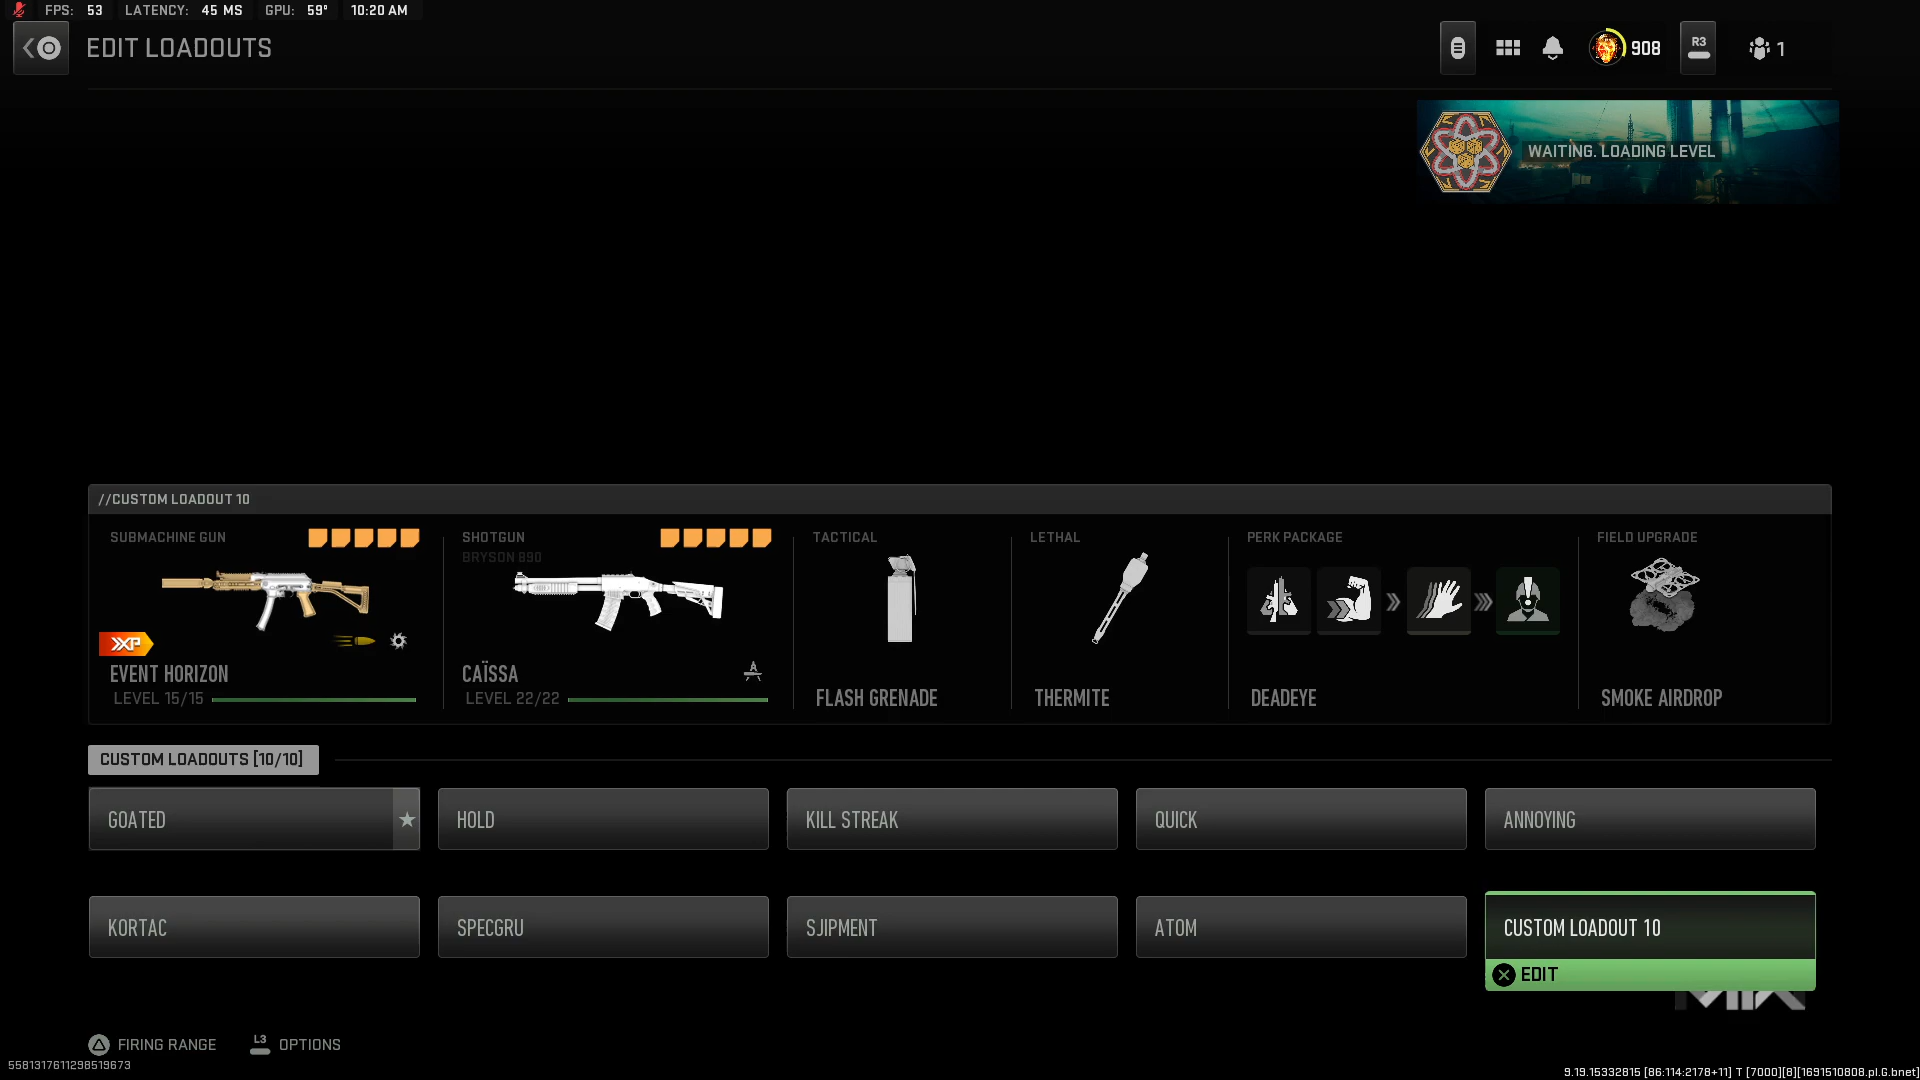 FPS: 53 LATENCY: 45 MS GPU: 59° 10:20 AM
EDIT LOADOUTS
908
R3
1
WAITING. LOADING LEVEL
//CUSTOM LOADOUT 10
SUBMACHINE GUN
SHOTGUN
BRYSON 890
TACTICAL
LETHAL
PERK PACKAGE
FIELD UPGRADE
XP
EVENT HORIZON
LEVEL 15/15
CAÏSSA
LEVEL 22/22
FLASH GRENADE
THERMITE
DEADEYE
SMOKE AIRDROP
CUSTOM LOADOUTS [10/10]
GOATED
HOLD
KILL STREAK
QUICK
ANNOYING
KORTAC
SPECGRU
SJIPMENT
ATOM
CUSTOM LOADOUT 10
EDIT
FIRING RANGE
L3 OPTIONS
5581317611298519673
9.19.15332815 [86:114:2178+11] T [7000][8][1691510808.pl.G.bnet]